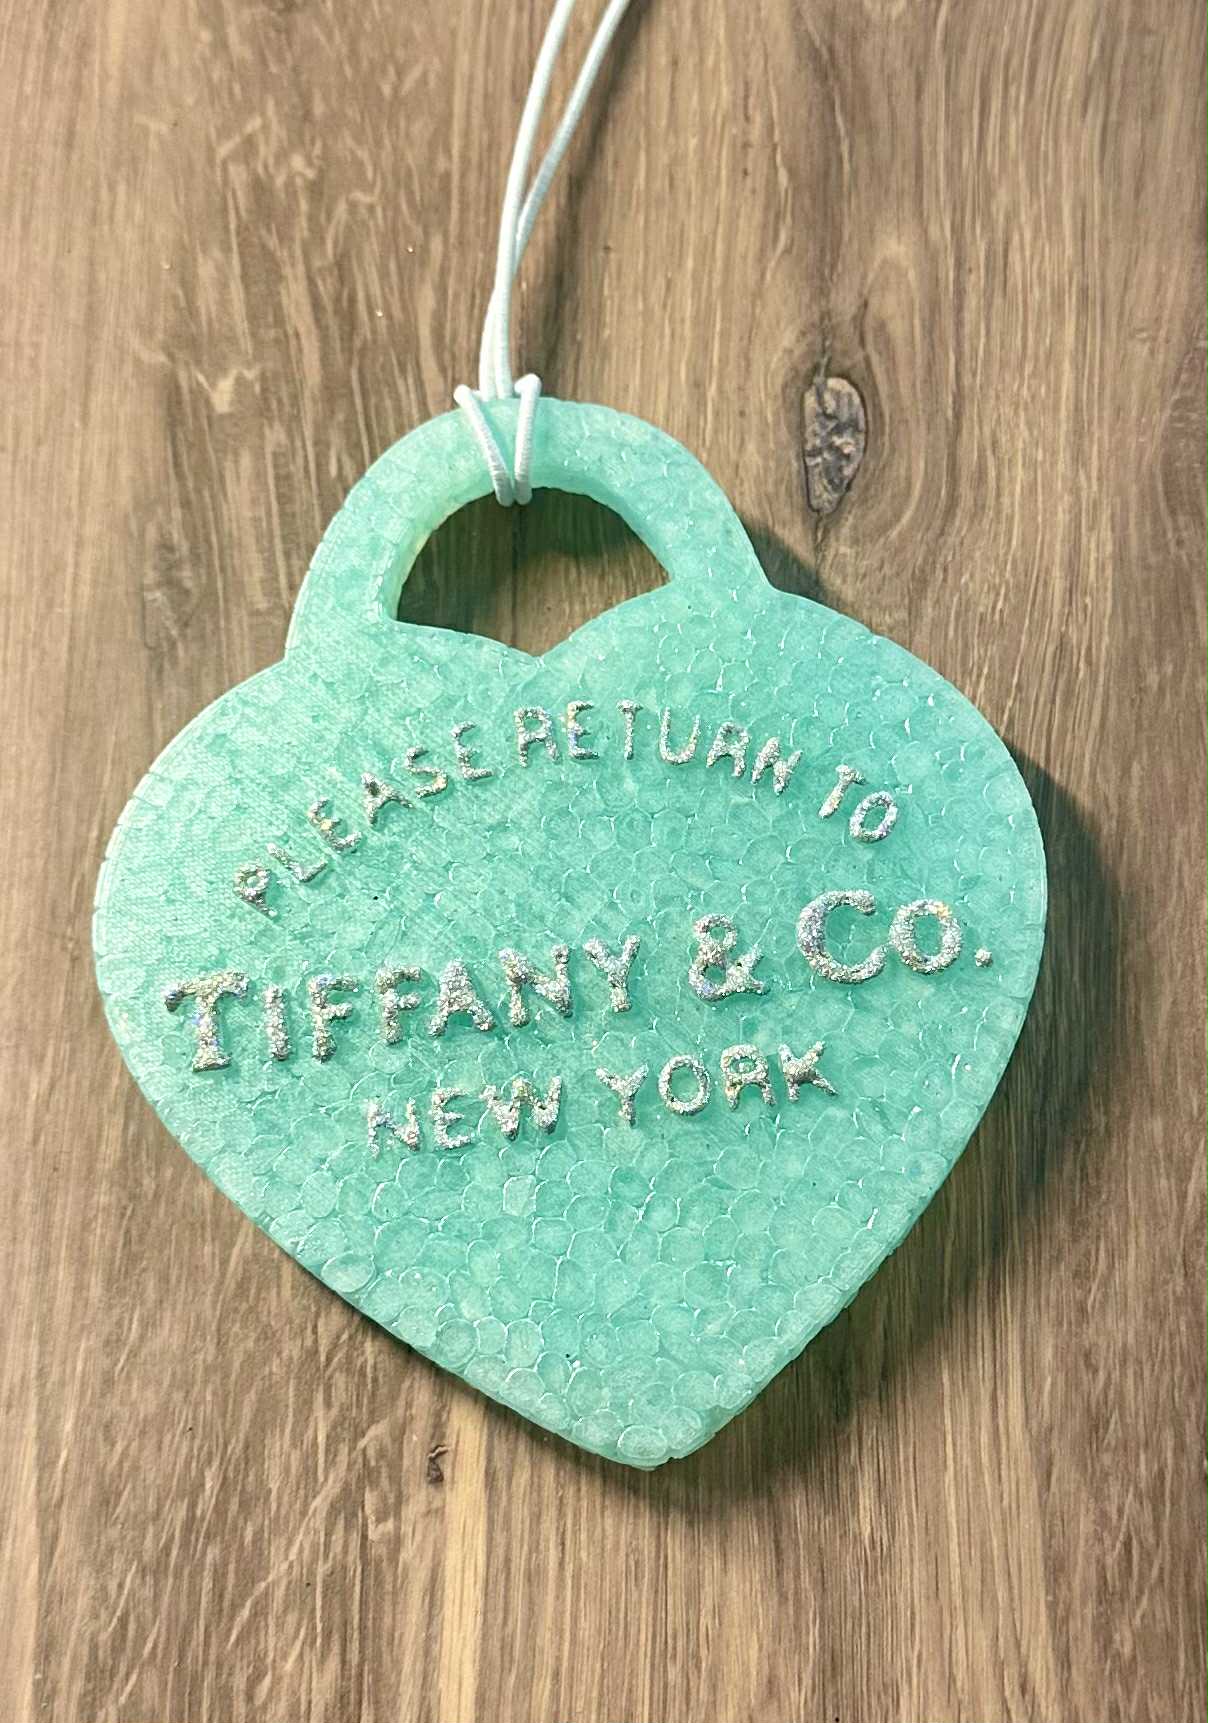 PLEASE RETURN TO
TIFFANY & CO.
NEW YORK